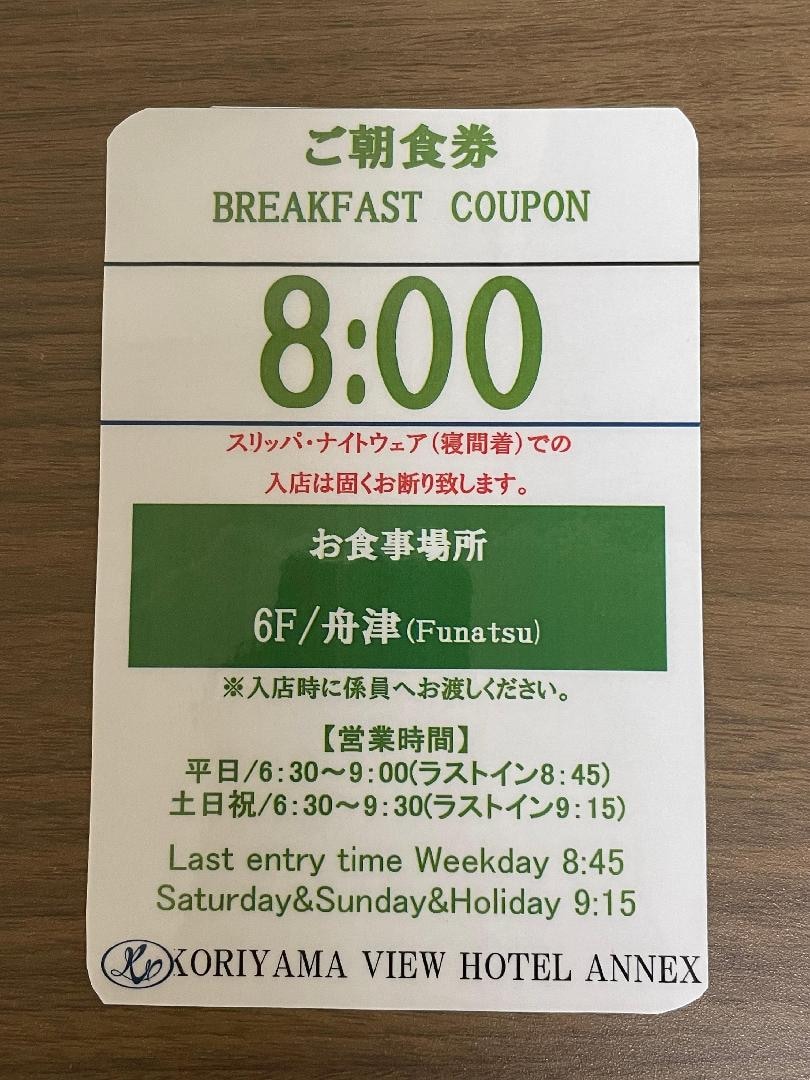 ご朝食券
BREAKFAST COUPON
8:00
スリッパ・ナイトウェア(寝間着)での
入店は固くお断り致します。
お食事場所
6F/舟津(Funatsu)
※入店時に係員へお渡しください。
【営業時間】
平日/6:30～9:00(ラストイン8:45)
土日祝/6:30～9:30(ラストイン9:15)
Last entry time Weekday 8:45
Saturday&Sunday&Holiday 9:15
KORIYAMA VIEW HOTEL ANNEX